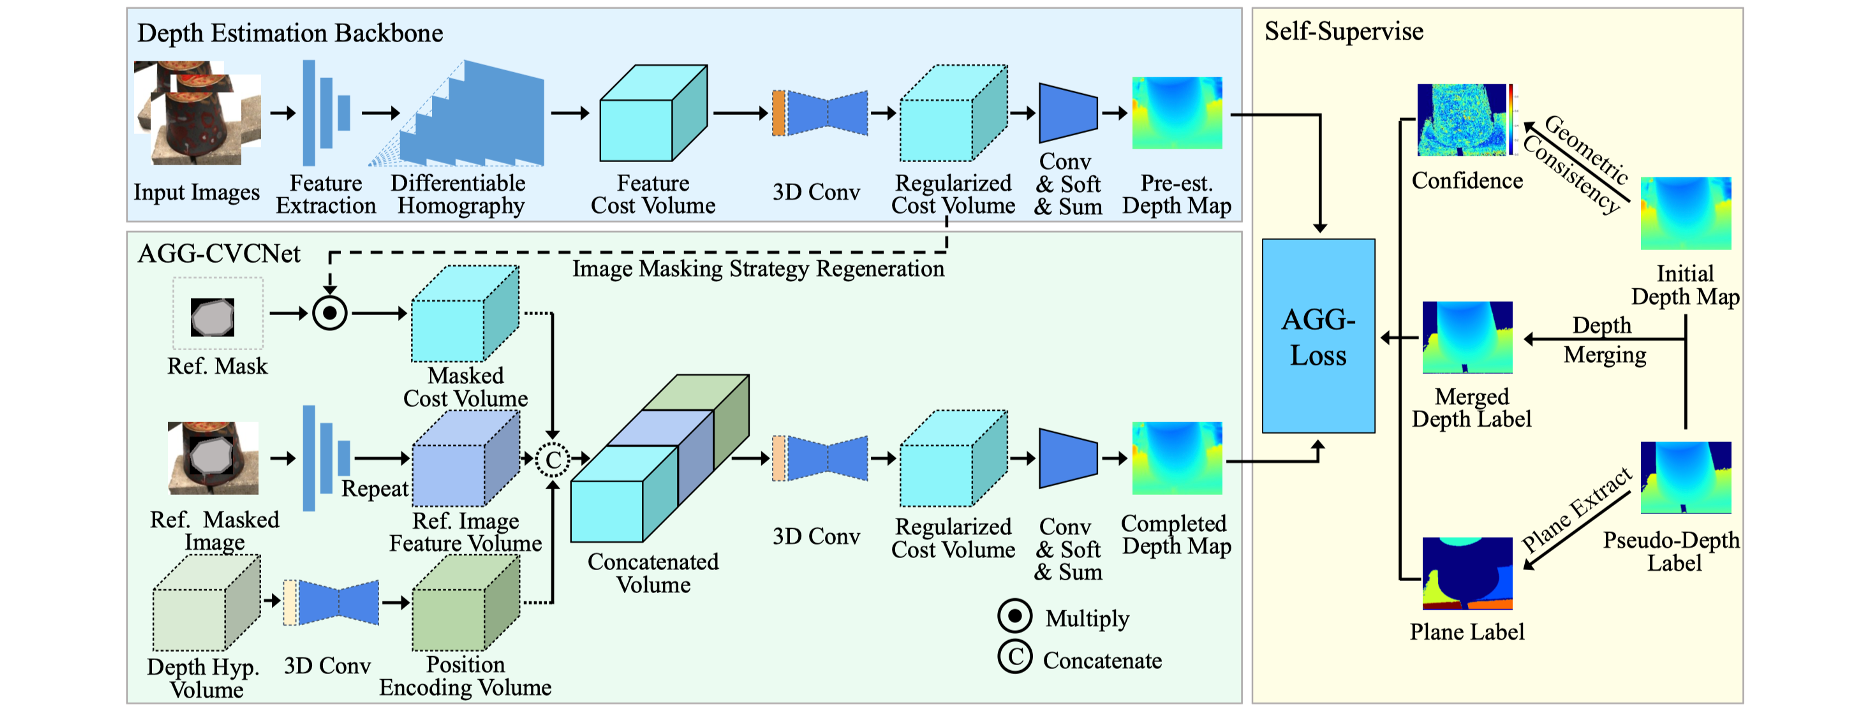 Depth Estimation Backbone
Input Images
Feature
Extraction
Differentiable
Homography
Feature
Cost Volume
3D Conv
Regularized
Cost Volume
Conv
& Soft
& Sum
Pre-est.
Depth Map
AGG-CVCNet
Image Masking Strategy Regeneration
Ref. Mask
Masked
Cost Volume
Ref. Masked
Image
Repeat
Ref. Image
Feature Volume
C
Concatenated
Volume
3D Conv
Regularized
Cost Volume
Conv
& Soft
& Sum
Completed
Depth Map
Depth Hyp.
Volume
3D Conv
Position
Encoding Volume
Multiply
C
Concatenate
Self-Supervise
Confidence
Geometric
Consistency
Initial
Depth Map
AGG-
Loss
Depth
Merging
Merged
Depth Label
Plane Extract
Pseudo-Depth
Label
Plane Label